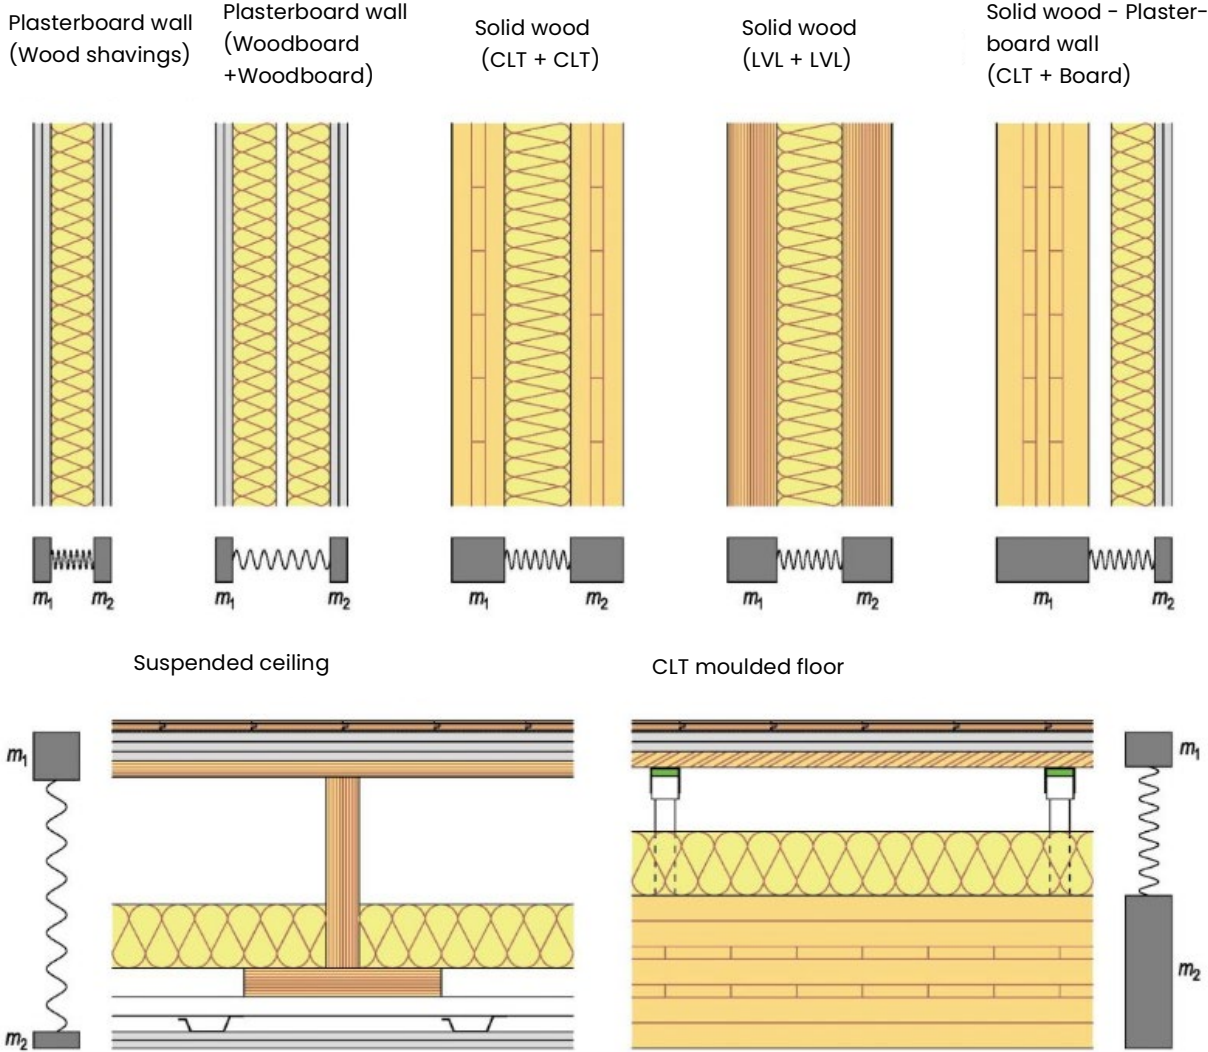 Plasterboard wall
(Wood shavings)
Plasterboard wall
(Woodboard
+Woodboard)
Solid wood
(CLT + CLT)
Solid wood
(LVL + LVL)
Solid wood - Plaster-
board wall
(CLT + Board)
m1 m2
m1 m2
m1 m2
m1 m2
m1 m2
Suspended ceiling
m1
m2
CLT moulded floor
m1
m2